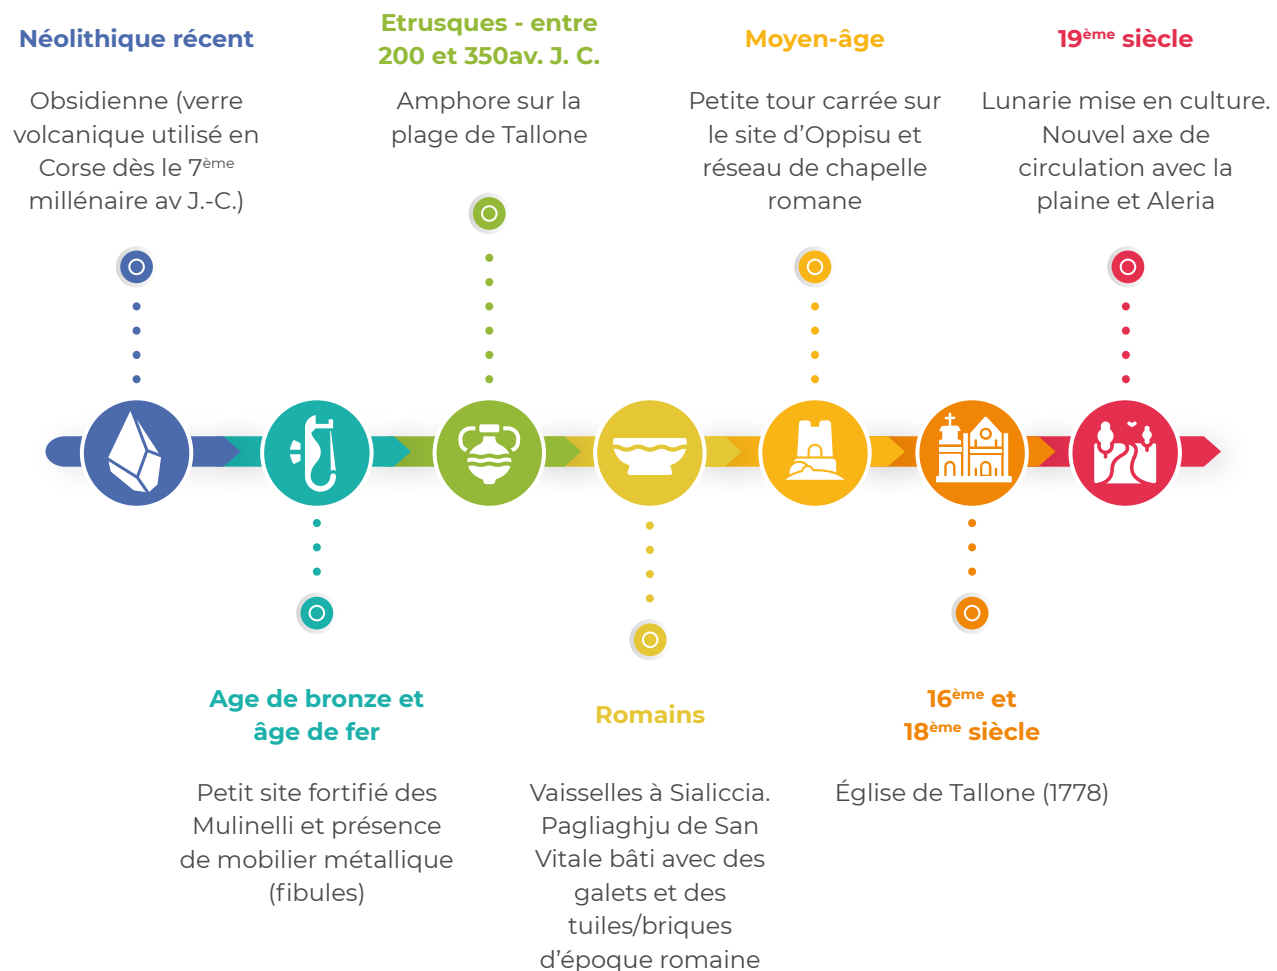 Néolithique récent
Obsidienne (verre
volcanique utilisé en
Corse dès le 7ème
millénaire av J.-C.)
Etrusques - entre
200 et 350av. J. C.
Amphore sur la
plage de Tallone
Moyen-âge
Petite tour carrée sur
le site d'Oppisu et
réseau de chapelle
romane
19ème siècle
Lunarie mise en culture.
Nouvel axe de
circulation avec la
plaine et Aleria
Age de bronze et
âge de fer
Petit site fortifié des
Mulinelli et présence
de mobilier métallique
(fibules)
Romains
Vaisselles à Sialiccia.
Pagliaghju de San
Vitale bâti avec des
galets et des
tuiles/briques
d'époque romaine
16ème et
18ème siècle
Église de Tallone (1778)